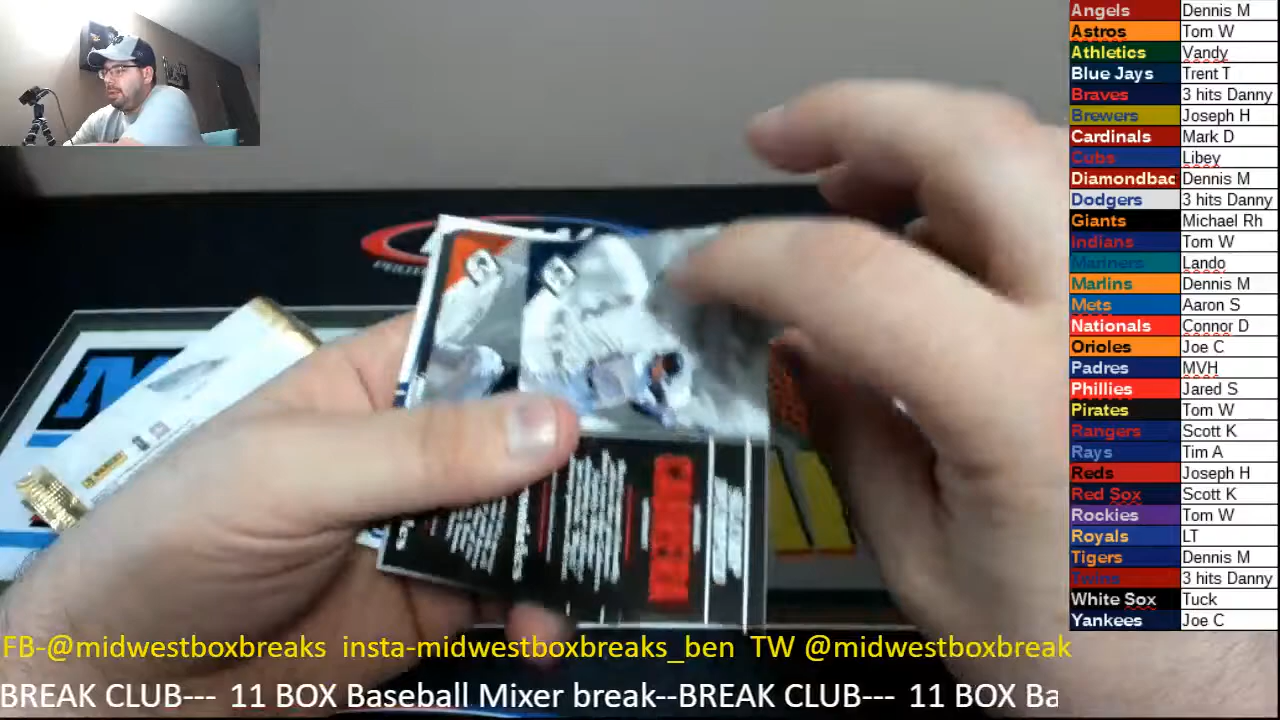 Angels Dennis M
Astros Tom W
Athletics Vandy
Blue Jays Trent T
Braves 3 hits Danny
Brewers Joseph H
Cardinals Mark D
Cubs Libey
Diamondbac Dennis M
Dodgers 3 hits Danny
Giants Michael Rh
Indians Tom W
Mariners Lando
Marlins Dennis M
Mets Aaron S
Nationals Connor D
Orioles Joe C
Padres MVH
Phillies Jared S
Pirates Tom W
Rangers Scott K
Rays Tim A
Reds Joseph H
Red Sox Scott K
Rockies Tom W
Royals LT
Tigers Dennis M
Twins 3 hits Danny
White Sox Tuck
Yankees Joe C
FB-@midwestboxbreaks insta-midwestboxbreaks_ben TW @midwestboxbreak
BREAK CLUB--- 11 BOX Baseball Mixer break--BREAK CLUB--- 11 BOX Ba